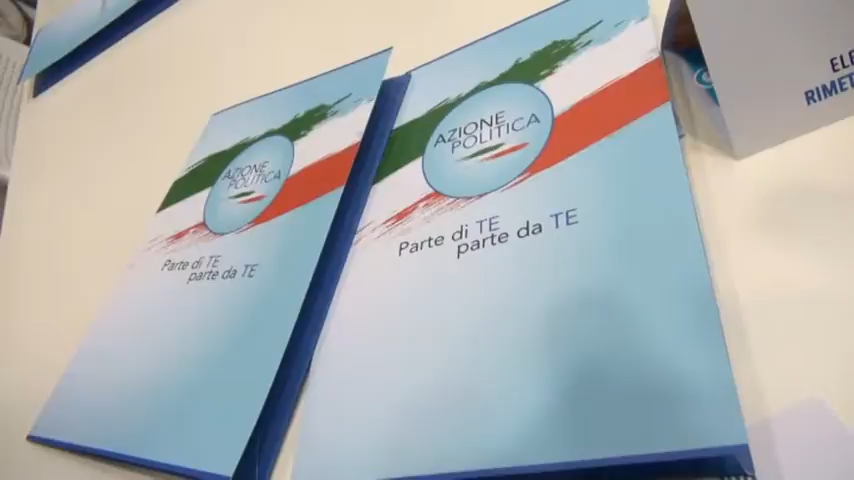 AZIONE
POLITICA
Parte di TE
parte da TE
AZIONE
POLITICA
Parte di TE
parte da TE